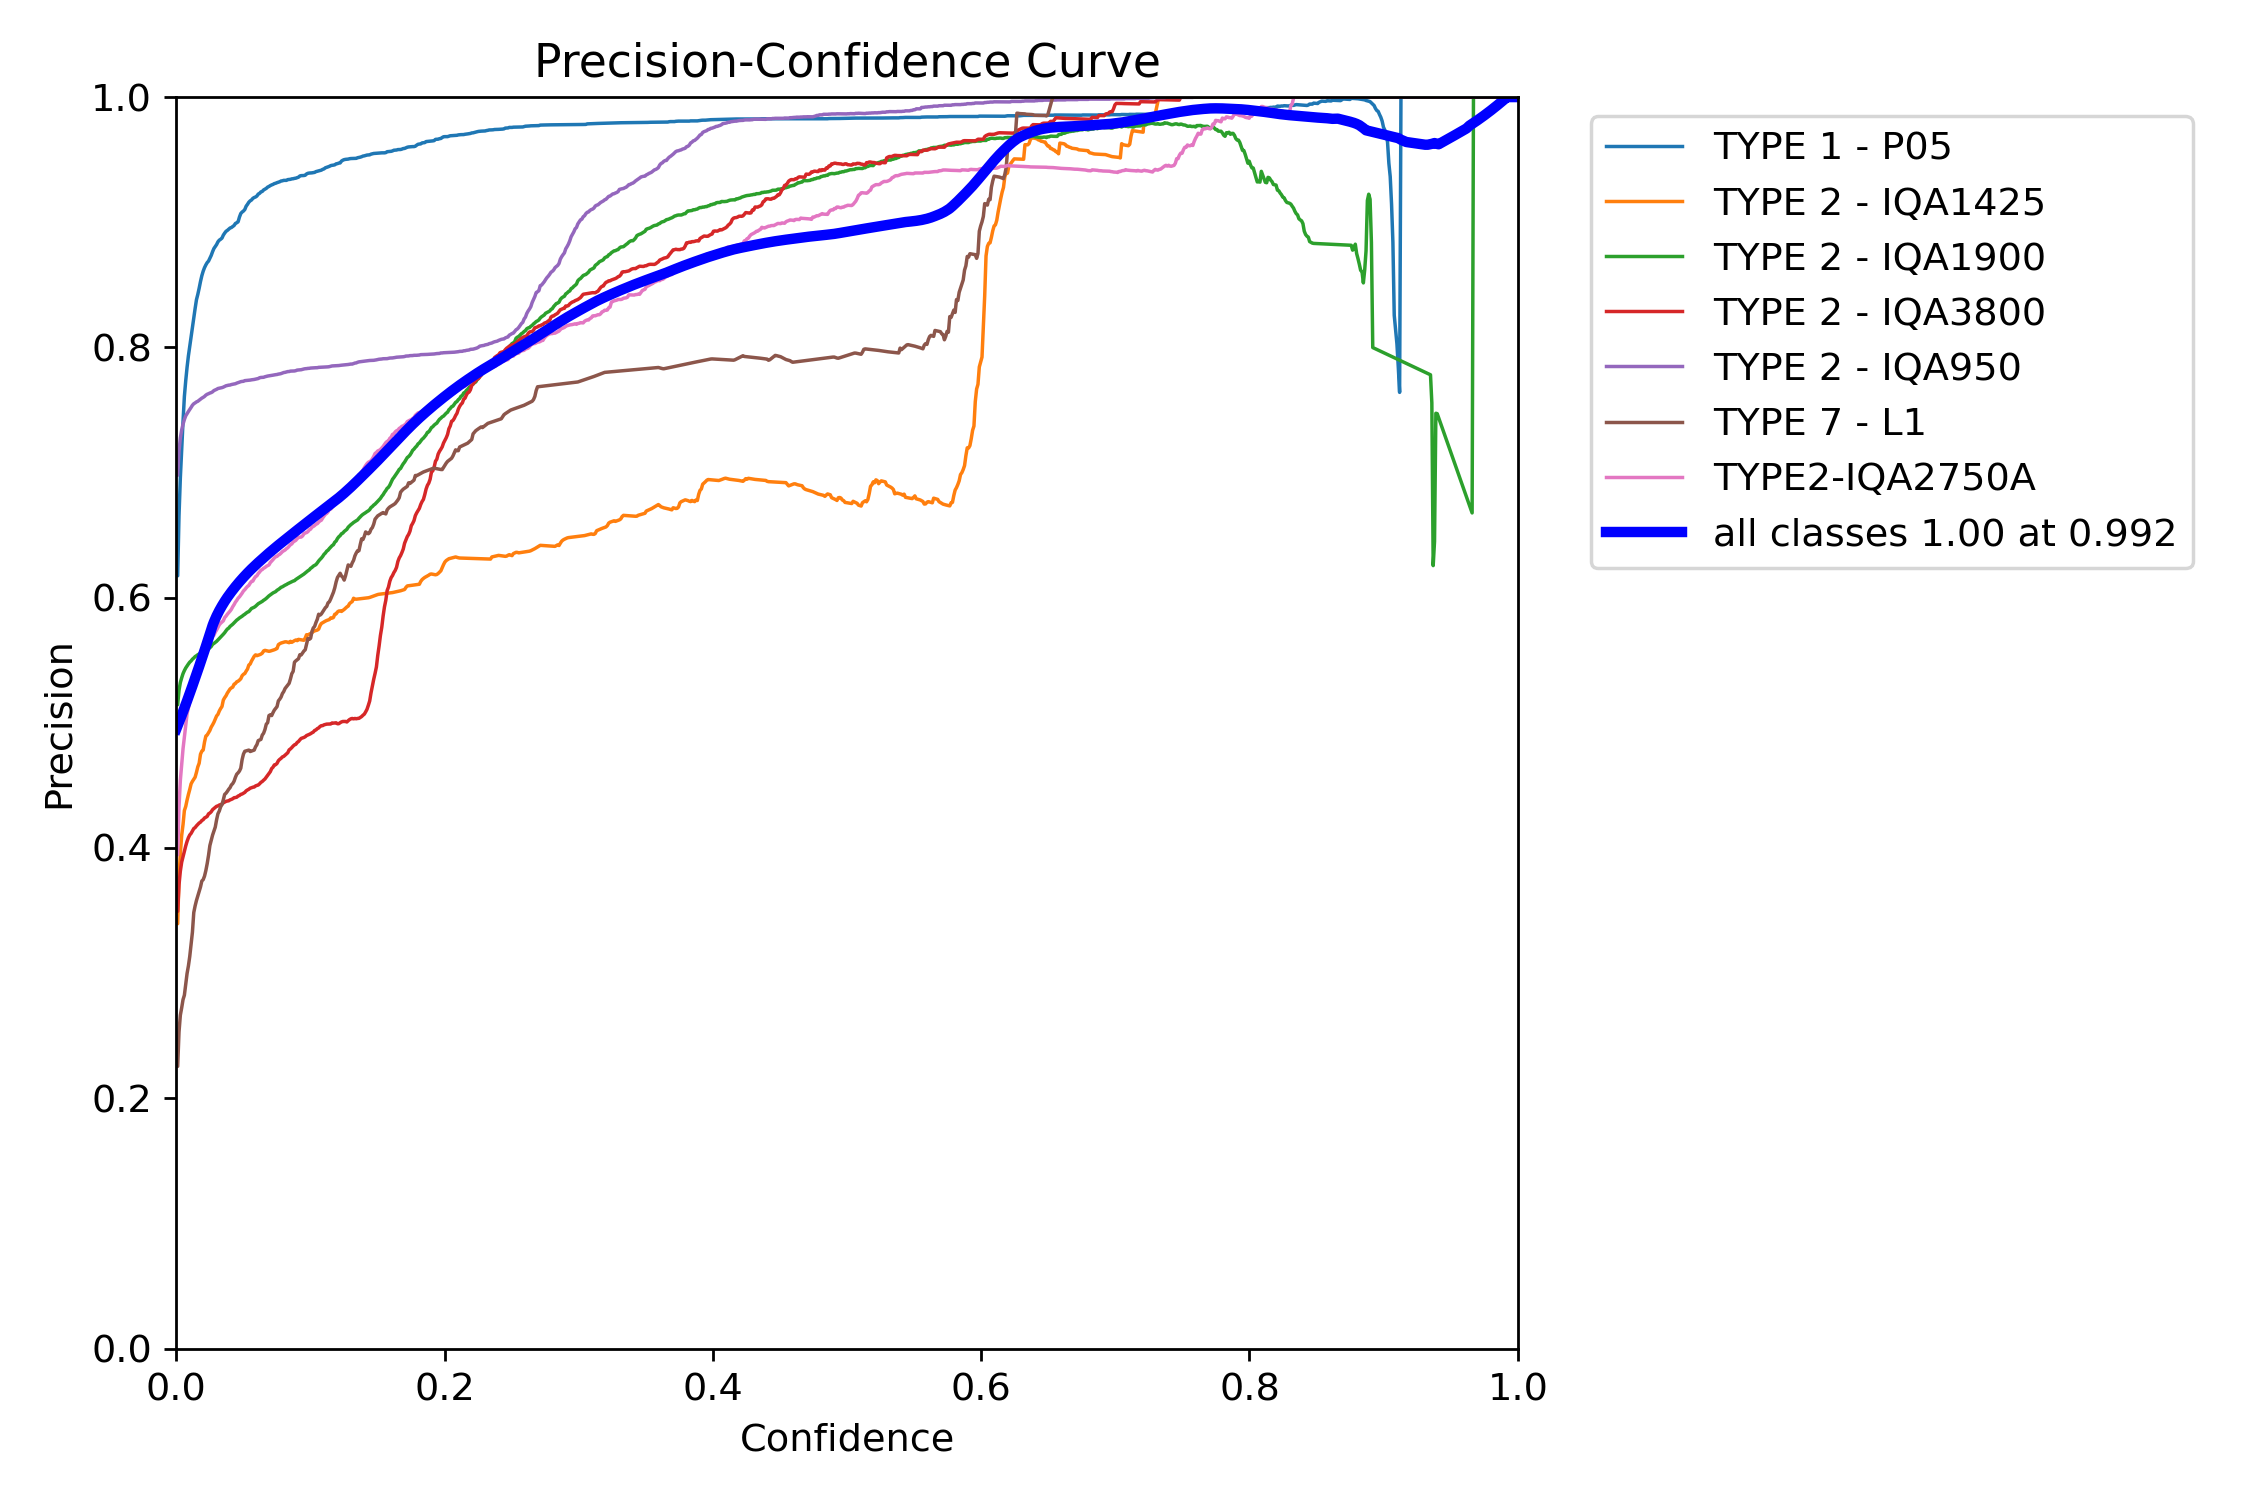 Precision-Confidence Curve
1.0
0.8
0.6
0.4
0.2
0.0
Precision
0.0 0.2 0.4 0.6 0.8 1.0
Confidence
TYPE 1 - P05
TYPE 2 - IQA1425
TYPE 2 - IQA1900
TYPE 2 - IQA3800
TYPE 2 - IQA950
TYPE 7 - L1
TYPE2-IQA2750A
all classes 1.00 at 0.992